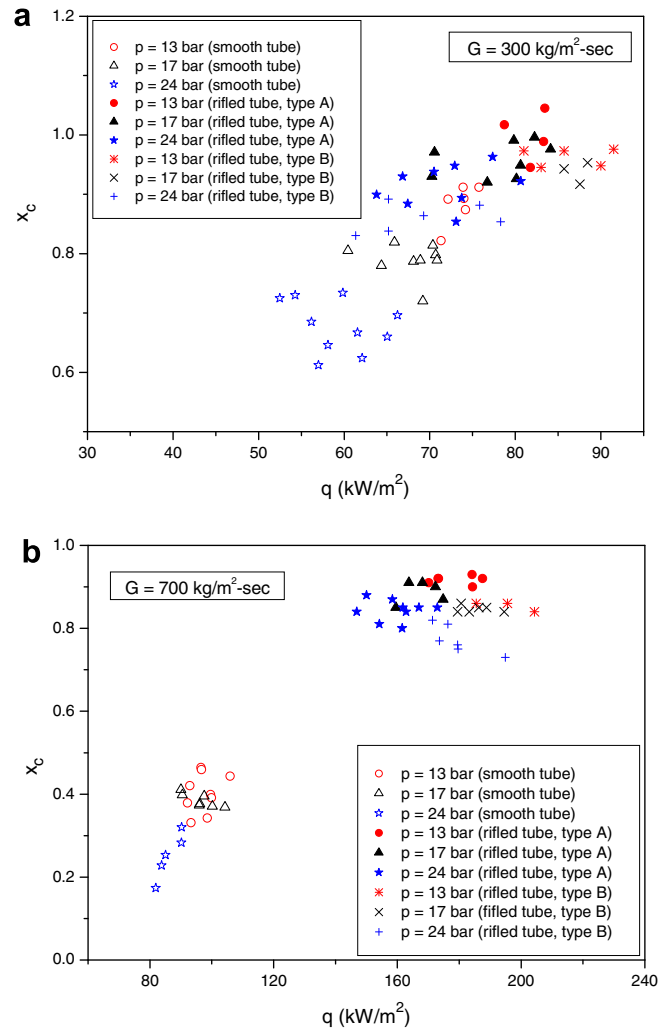 a
1.2
1.0
0.8
0.6
x_c
p = 13 bar (smooth tube)
p = 17 bar (smooth tube)
p = 24 bar (smooth tube)
p = 13 bar (rifled tube, type A)
p = 17 bar (rifled tube, type A)
p = 24 bar (rifled tube, type A)
p = 13 bar (rifled tube, type B)
p = 17 bar (rifled tube, type B)
p = 24 bar (rifled tube, type B)
G = 300 kg/m²-sec
30 40 50 60 70 80 90
q (kW/m²)
b
1.0
0.8
0.6
0.4
0.2
0.0
x_c
G = 700 kg/m²-sec
p = 13 bar (smooth tube)
p = 17 bar (smooth tube)
p = 24 bar (smooth tube)
p = 13 bar (rifled tube, type A)
p = 17 bar (rifled tube, type A)
p = 24 bar (rifled tube, type A)
p = 13 bar (rifled tube, type B)
p = 17 bar (fifled tube, type B)
p = 24 bar (rifled tube, type B)
80 120 160 200 240
q (kW/m²)